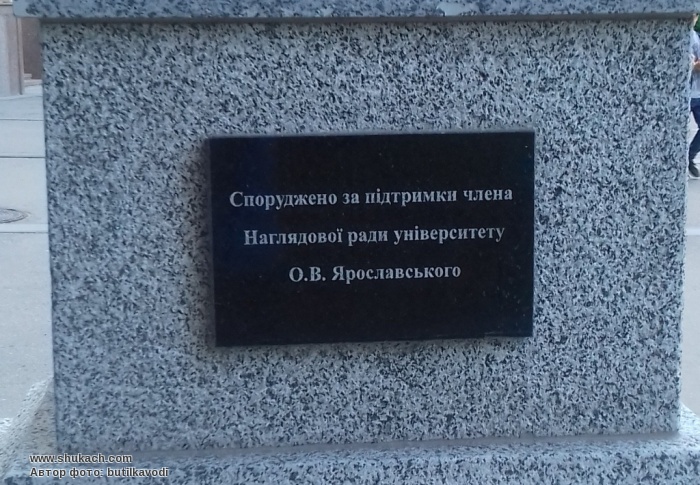 Споруджено за підтримки члена
Наглядової ради університету
О.В. Ярославського
www.shukach.com
Автор фото: butilkavodi